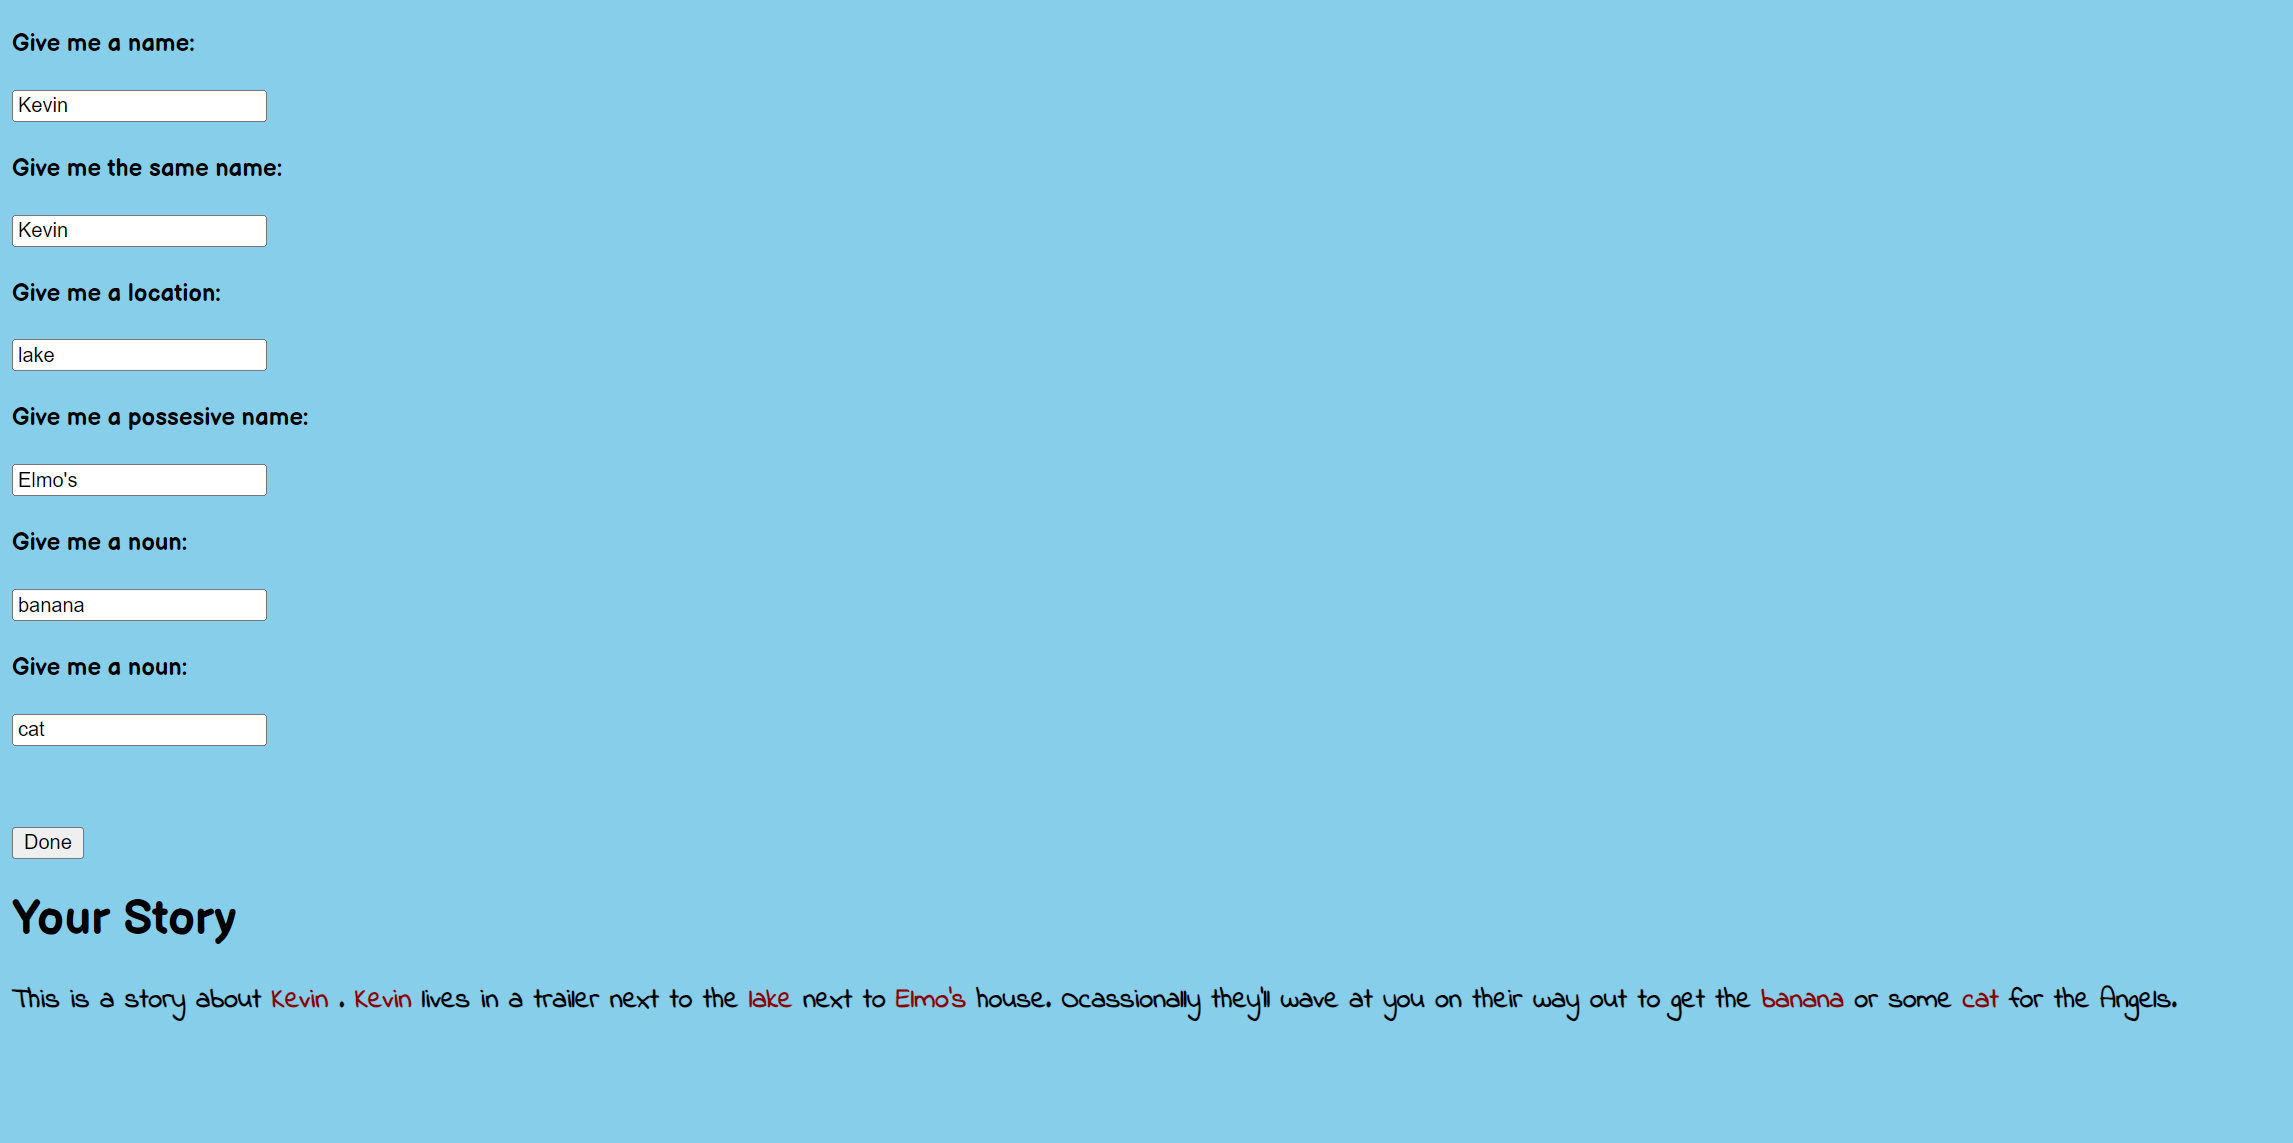 Give me a name:
Kevin
Give me the same name:
Kevin
Give me a location:
lake
Give me a possesive name:
Elmo's
Give me a noun:
banana
Give me a noun:
cat
Done
Your Story
This is a story about Kevin . Kevin lives in a trailer next to the lake next to Elmo's house. Ocassionally they'll wave at you on their way out to get the banana or some cat for the Angels.